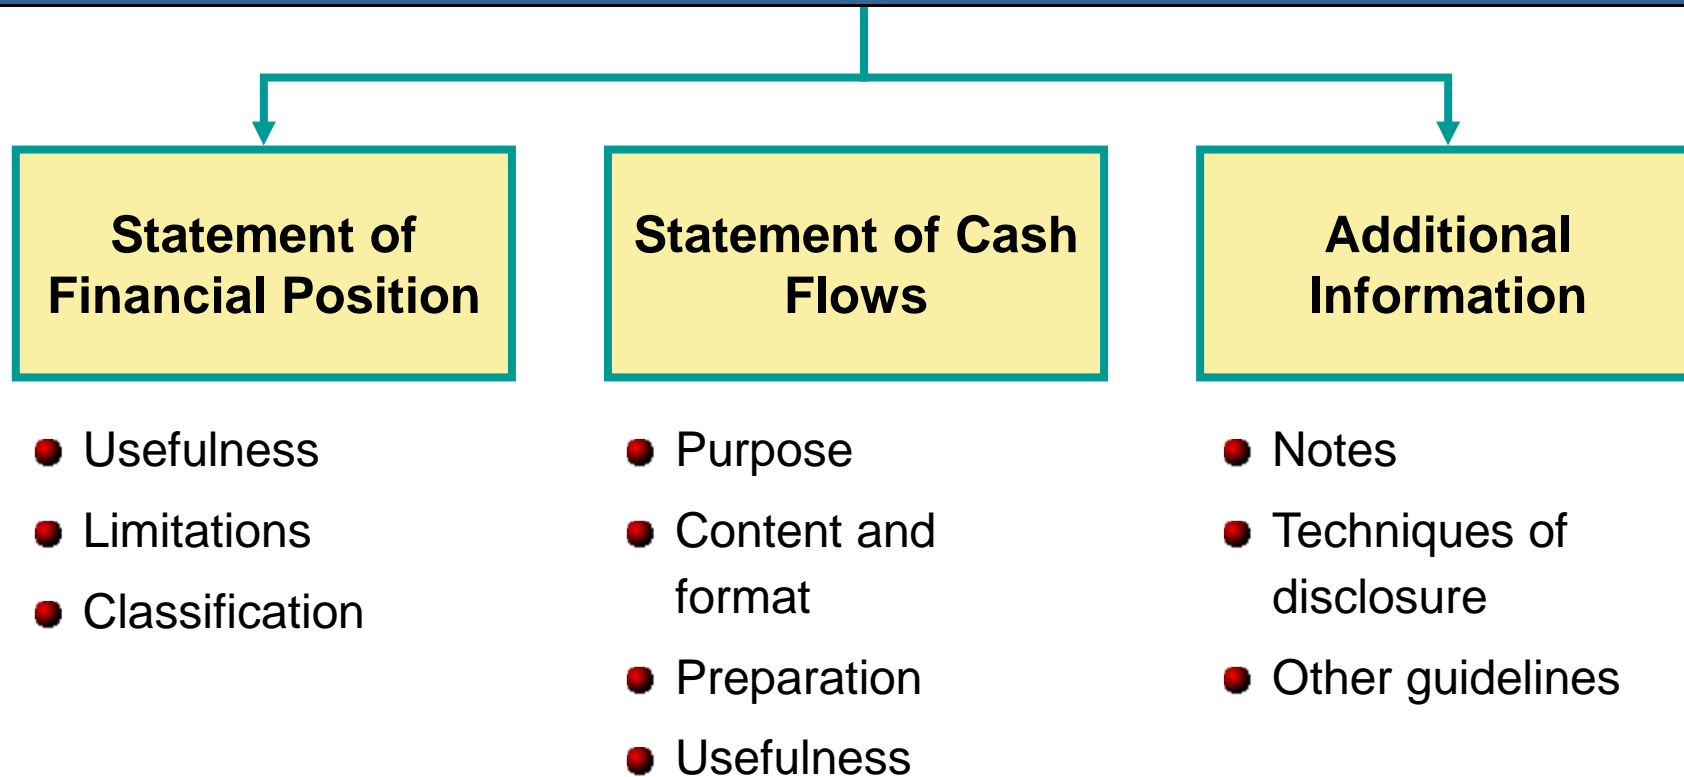 Statement of
Financial Position
Usefulness
Limitations
Classification
Statement of Cash
Flows
Purpose
Content and
format
Preparation
Usefulness
Additional
Information
Notes
Techniques of
disclosure
Other guidelines